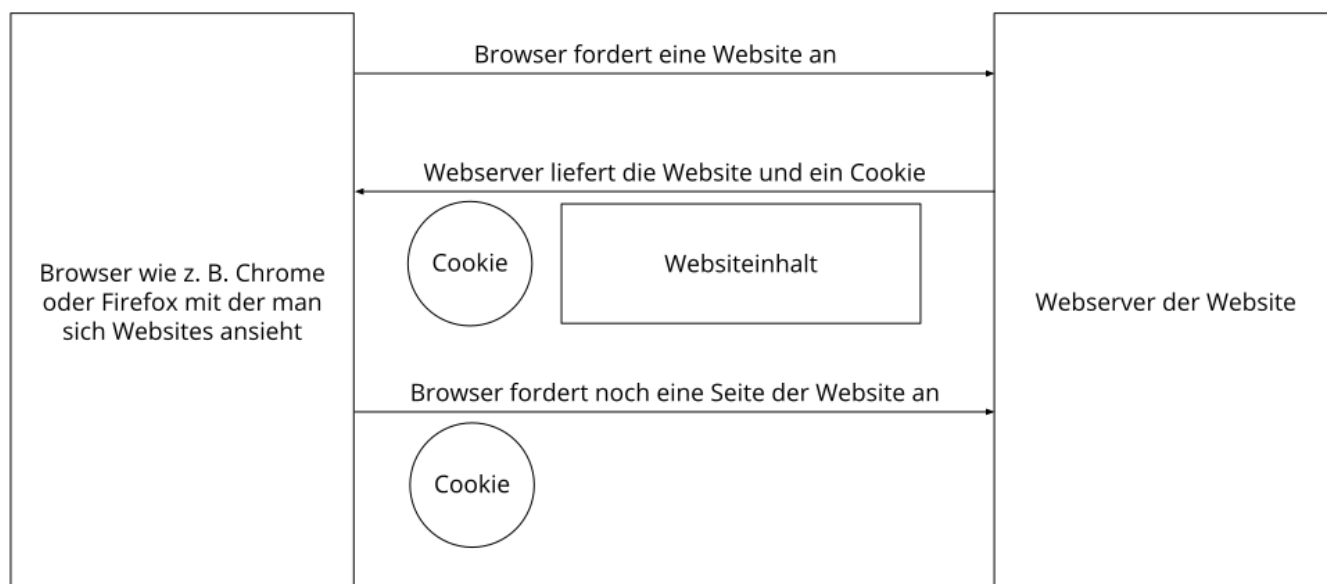 Browser fordert eine Website an
Webserver liefert die Website und ein Cookie
Cookie
Websiteinhalt
Browser wie z. B. Chrome
oder Firefox mit der man
sich Websites ansieht
Webserver der Website
Browser fordert noch eine Seite der Website an
Cookie